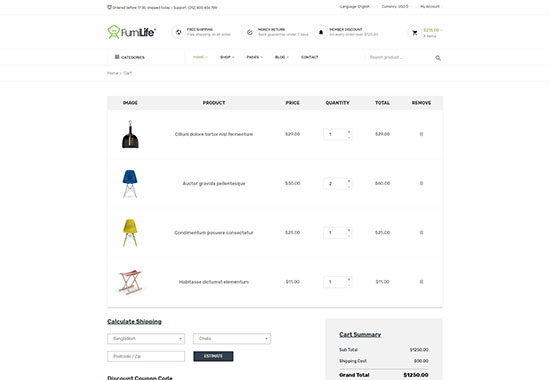 Ordered before 17:30, shipped today - Support: (012) 800 456 789
Language: English
Currency: USD $
My Account
FurniLife
FREE SHIPPING
Free shipping on all order
MONEY RETURN
Back guarantee under 7 days
MEMBER DISCOUNT
On every order over $120.00
$215.00
3 Items
CATEGORIES
HOME
SHOP
PAGES
BLOG
CONTACT
Search product ...
Home
Cart
IMAGE PRODUCT PRICE QUANTITY TOTAL REMOVE
Cillum dolore tortor nisl fermentum $29.00 1 $29.00
Auctor gravida pellentesque $30.00 2 $60.00
Condimentum posuere consectetur $25.00 1 $25.00
Habitasse dictumst elementum $11.00 1 $11.00
Calculate Shipping
Bangladesh
Dhaka
Postcode / Zip
ESTIMATE
Discount Coupon Code
Cart Summary
Sub Total $1250.00
Shipping Cost $00.00
Grand Total $1250.00